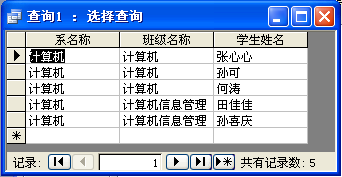 查询1 : 选择查询
系名称 班级名称 学生姓名
计算机 计算机 张心心
计算机 计算机 孙可
计算机 计算机 何涛
计算机 计算机信息管理 田佳佳
计算机 计算机信息管理 孙喜庆
记录: 1 共有记录数: 5